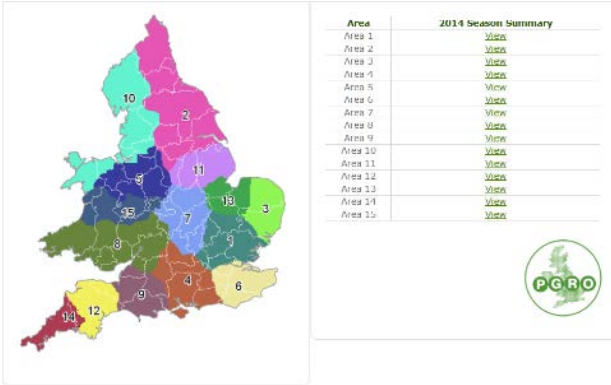 10
2
11
5
13
3
15
7
1
8
4
6
9
12
14
Area 2014 Season Summary
Area 1 View
Area 2 View
Area 3 View
Area 4 View
Area 5 View
Area 6 View
Area 7 View
Area 8 View
Area 9 View
Area 10 View
Area 11 View
Area 12 View
Area 13 View
Area 14 View
Area 15 View
PGRO